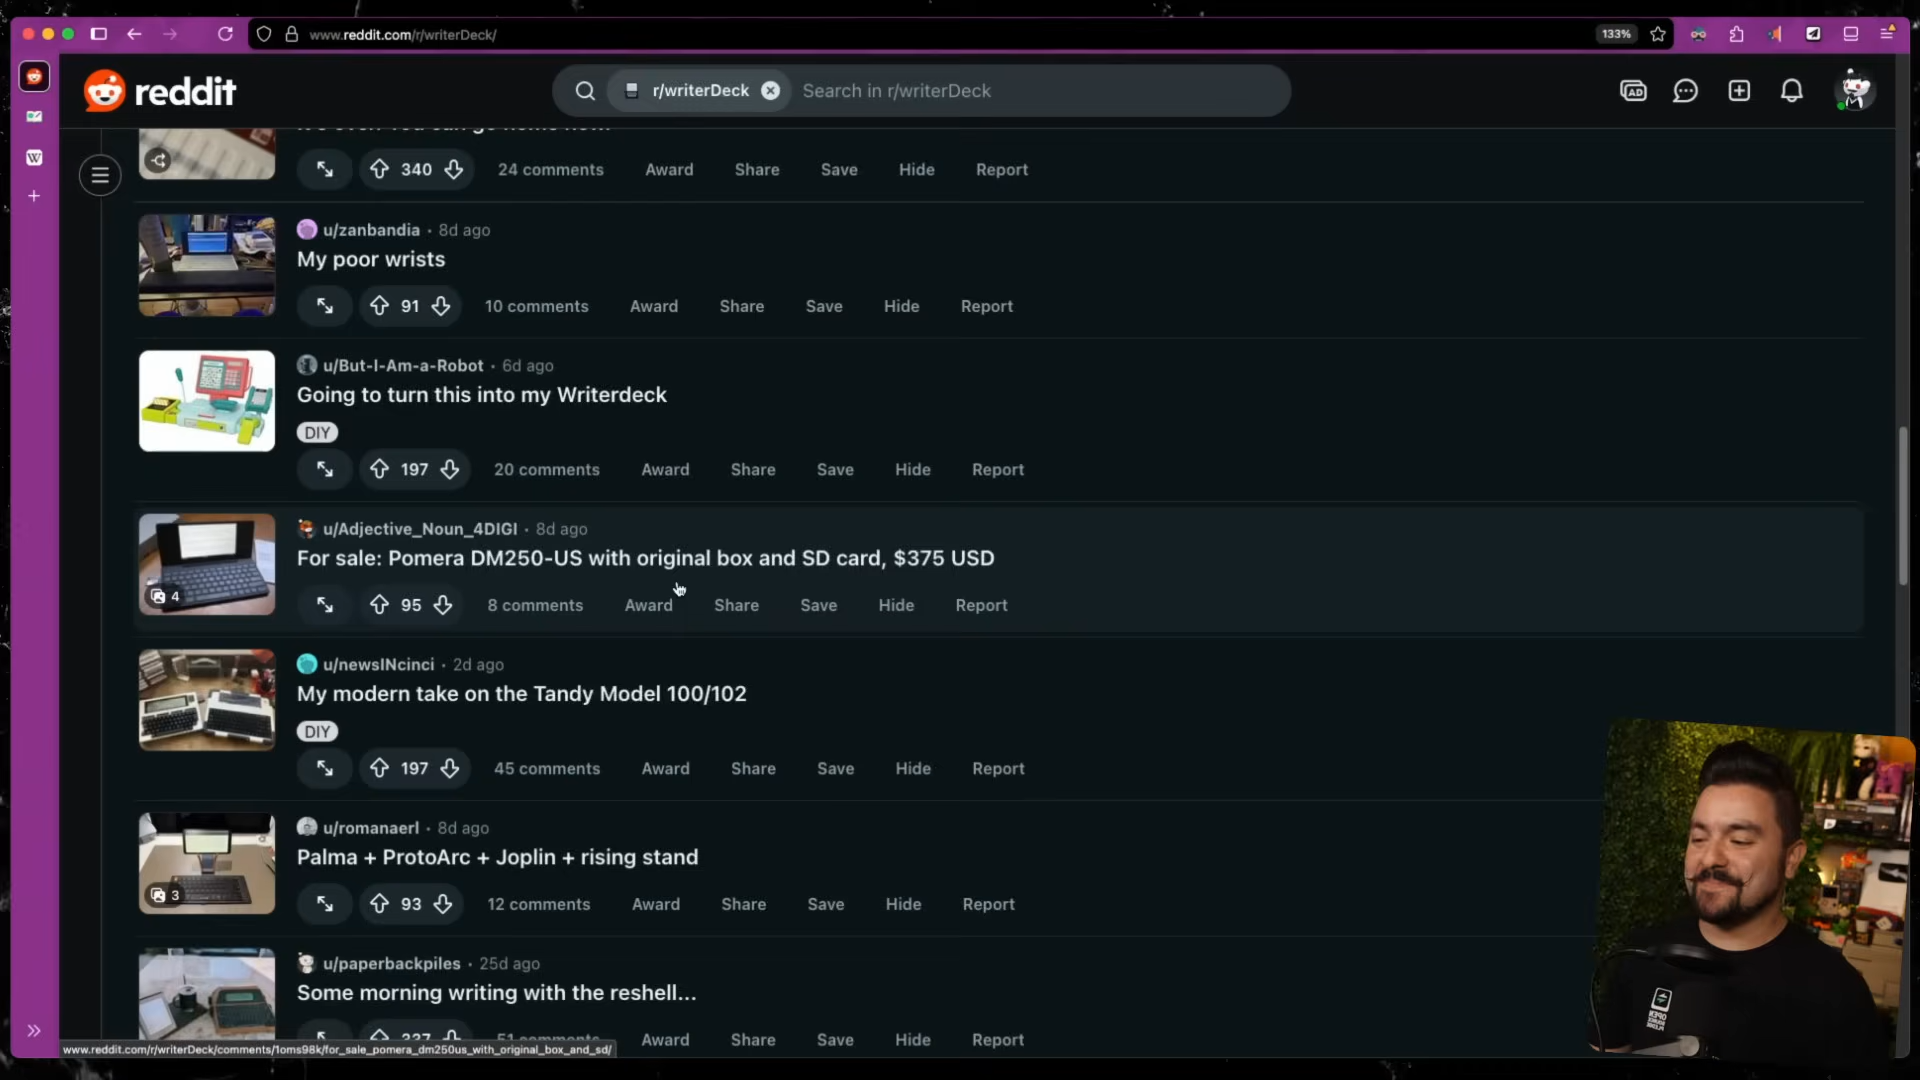 www.reddit.com/r/writerDeck/
133%
reddit
r/writerDeck
Search in r/writerDeck
AD
W
340
24 comments Award Share Save Hide Report
u/zanbandia • 8d ago
My poor wrists
91
10 comments Award Share Save Hide Report
u/But-I-Am-a-Robot • 6d ago
Going to turn this into my Writerdeck
DIY
197
20 comments Award Share Save Hide Report
u/Adjective_Noun_4DIGI • 8d ago
For sale: Pomera DM250-US with original box and SD card, $375 USD
4
95
8 comments Award Share Save Hide Report
u/newsINcinci • 2d ago
My modern take on the Tandy Model 100/102
DIY
197
45 comments Award Share Save Hide Report
u/romanaerl • 8d ago
Palma + ProtoArc + Joplin + rising stand
3
93
12 comments Award Share Save Hide Report
u/paperbackpiles • 25d ago
Some morning writing with the reshell...
Award Share Save Hide Report
www.reddit.com/r/writerDeck/comments/1oms98k/for_sale_pomera_dm250us_with_original_box_and_sd/
OPEN